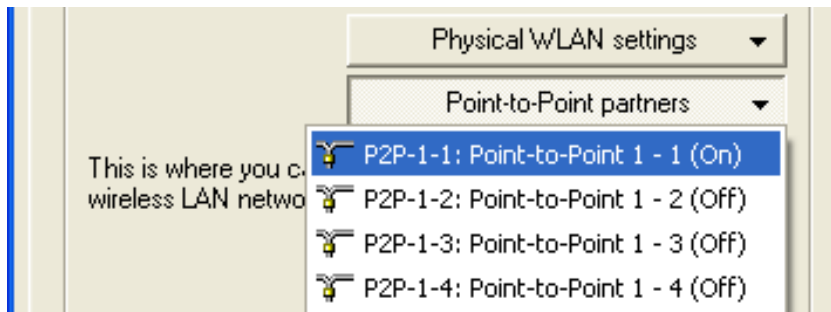 Physical WLAN settings
Point-to-Point partners
This is where you c
wireless LAN netwo
P2P-1-1: Point-to-Point 1 - 1 (On)
P2P-1-2: Point-to-Point 1 - 2 (Off)
P2P-1-3: Point-to-Point 1 - 3 (Off)
P2P-1-4: Point-to-Point 1 - 4 (Off)